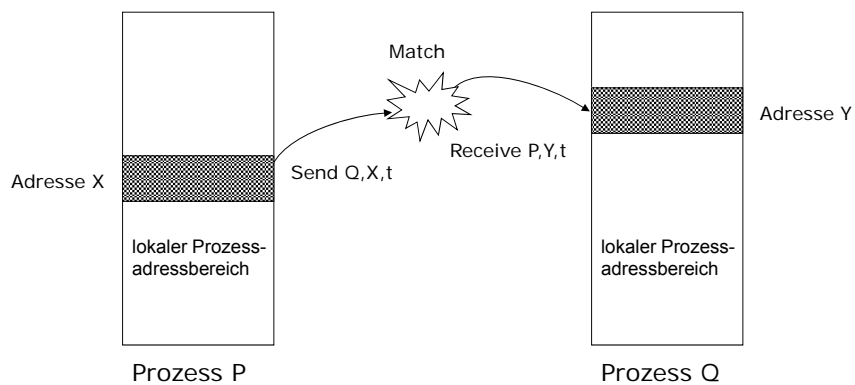 Match
Adresse Y
Receive P,Y,t
Send Q,X,t
Adresse X
lokaler Prozess-
adressbereich
lokaler Prozess-
adressbereich
Prozess P
Prozess Q